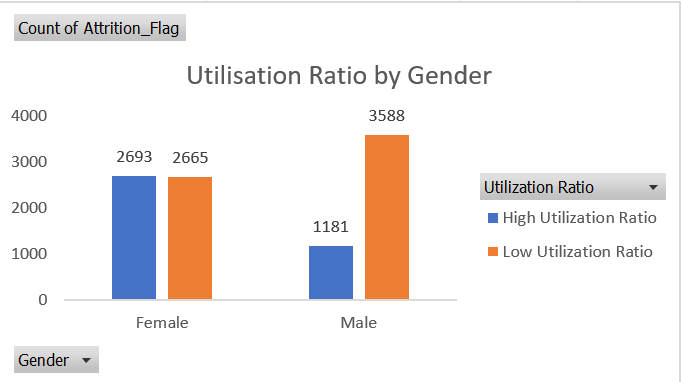 Count of Attrition_Flag
Utilisation Ratio by Gender
4000
3000
2000
1000
0
2693
2665
1181
3588
Female
Male
Utilization Ratio
High Utilization Ratio
Low Utilization Ratio
Gender